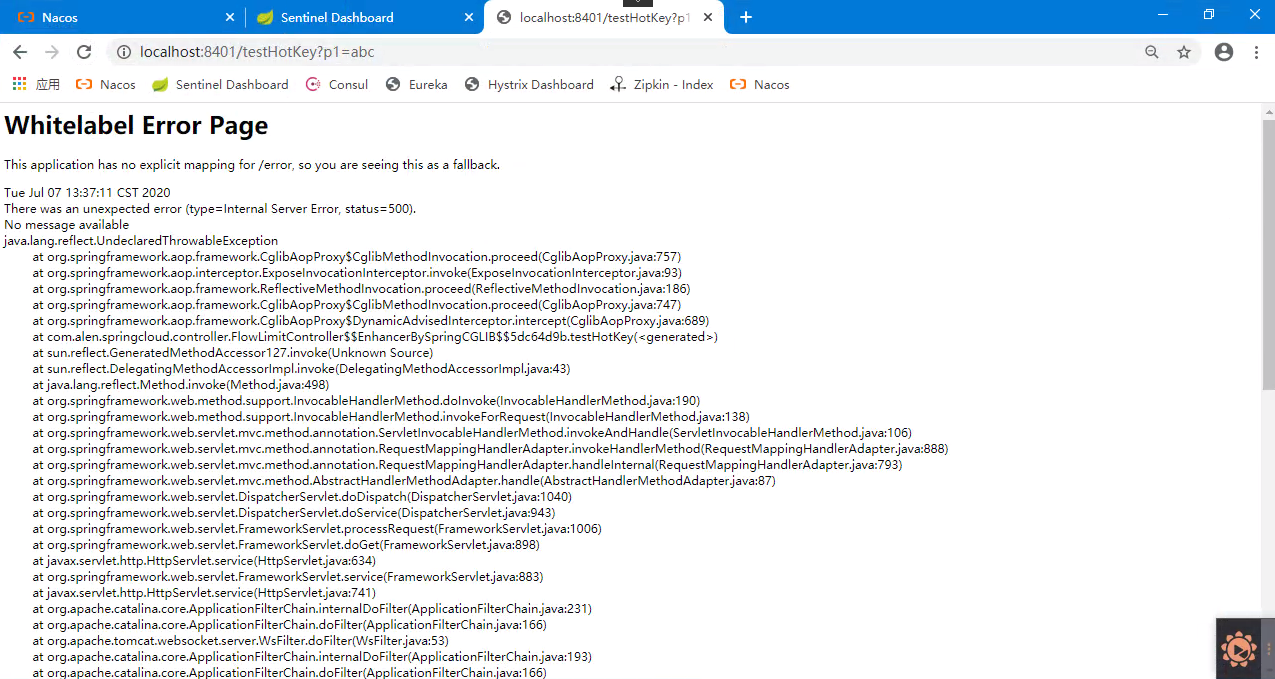 Nacos
Sentinel Dashboard
localhost:8401/testHotKey?p1
localhost:8401/testHotKey?p1=abc
应用
Nacos
Sentinel Dashboard
Consul
Eureka
Hystrix Dashboard
Zipkin - Index
Nacos
Whitelabel Error Page
This application has no explicit mapping for /error, so you are seeing this as a fallback.
Tue Jul 07 13:37:11 CST 2020
There was an unexpected error (type=Internal Server Error, status=500).
No message available
java.lang.reflect.UndeclaredThrowableException
at org.springframework.aop.framework.CglibAopProxy$CglibMethodInvocation.proceed(CglibAopProxy.java:757)
at org.springframework.aop.interceptor.ExposeInvocationInterceptor.invoke(ExposeInvocationInterceptor.java:93)
at org.springframework.aop.framework.ReflectiveMethodInvocation.proceed(ReflectiveMethodInvocation.java:186)
at org.springframework.aop.framework.CglibAopProxy$CglibMethodInvocation.proceed(CglibAopProxy.java:747)
at org.springframework.aop.framework.CglibAopProxy$DynamicAdvisedInterceptor.intercept(CglibAopProxy.java:689)
at com.alen.springcloud.controller.FlowLimitController$$EnhancerBySpringCGLIB$$5dc64d9b.testHotKey(<generated>)
at sun.reflect.GeneratedMethodAccessor127.invoke(Unknown Source)
at sun.reflect.DelegatingMethodAccessorImpl.invoke(DelegatingMethodAccessorImpl.java:43)
at java.lang.reflect.Method.invoke(Method.java:498)
at org.springframework.web.method.support.InvocableHandlerMethod.doInvoke(InvocableHandlerMethod.java:190)
at org.springframework.web.method.support.InvocableHandlerMethod.invokeForRequest(InvocableHandlerMethod.java:138)
at org.springframework.web.servlet.mvc.method.annotation.ServletInvocableHandlerMethod.invokeAndHandle(ServletInvocableHandlerMethod.java:106)
at org.springframework.web.servlet.mvc.method.annotation.RequestMappingHandlerAdapter.invokeHandlerMethod(RequestMappingHandlerAdapter.java:888)
at org.springframework.web.servlet.mvc.method.annotation.RequestMappingHandlerAdapter.handleInternal(RequestMappingHandlerAdapter.java:793)
at org.springframework.web.servlet.mvc.method.AbstractHandlerMethodAdapter.handle(AbstractHandlerMethodAdapter.java:87)
at org.springframework.web.servlet.DispatcherServlet.doDispatch(DispatcherServlet.java:1040)
at org.springframework.web.servlet.DispatcherServlet.doService(DispatcherServlet.java:943)
at org.springframework.web.servlet.FrameworkServlet.processRequest(FrameworkServlet.java:1006)
at org.springframework.web.servlet.FrameworkServlet.doGet(FrameworkServlet.java:898)
at javax.servlet.http.HttpServlet.service(HttpServlet.java:634)
at org.springframework.web.servlet.FrameworkServlet.service(FrameworkServlet.java:883)
at javax.servlet.http.HttpServlet.service(HttpServlet.java:741)
at org.apache.catalina.core.ApplicationFilterChain.internalDoFilter(ApplicationFilterChain.java:231)
at org.apache.catalina.core.ApplicationFilterChain.doFilter(ApplicationFilterChain.java:166)
at org.apache.tomcat.websocket.server.WsFilter.doFilter(WsFilter.java:53)
at org.apache.catalina.core.ApplicationFilterChain.internalDoFilter(ApplicationFilterChain.java:193)
at org.apache.catalina.core.ApplicationFilterChain.doFilter(ApplicationFilterChain.java:166)